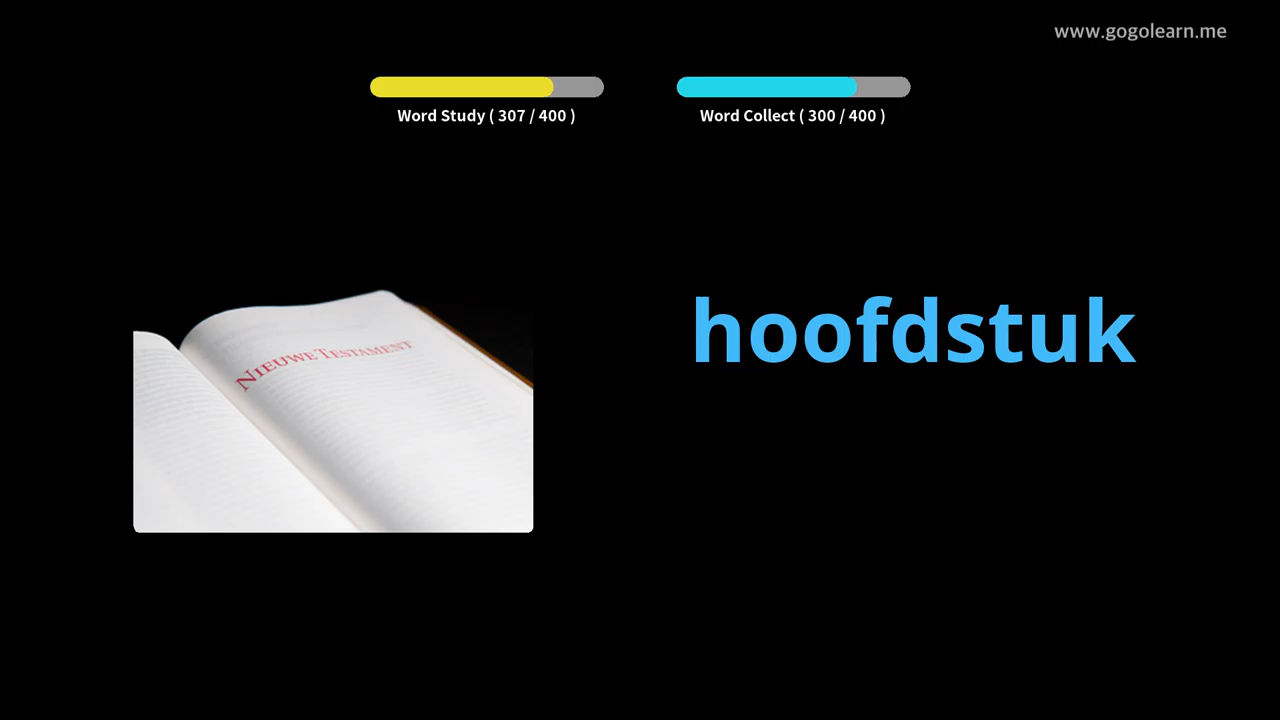 www.gogolearn.me
Word Study ( 307 / 400 )
Word Collect ( 300 / 400 )
NIEUWE TESTAMENT
hoofdstuk